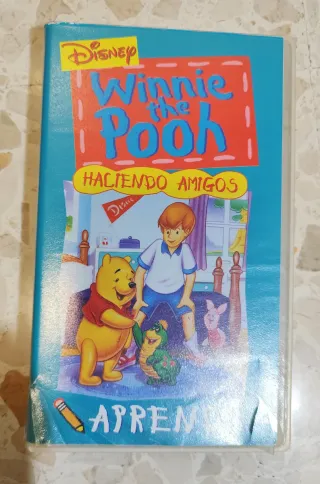 DISNEY
Winnie
the
Pooh
HACIENDO AMIGOS